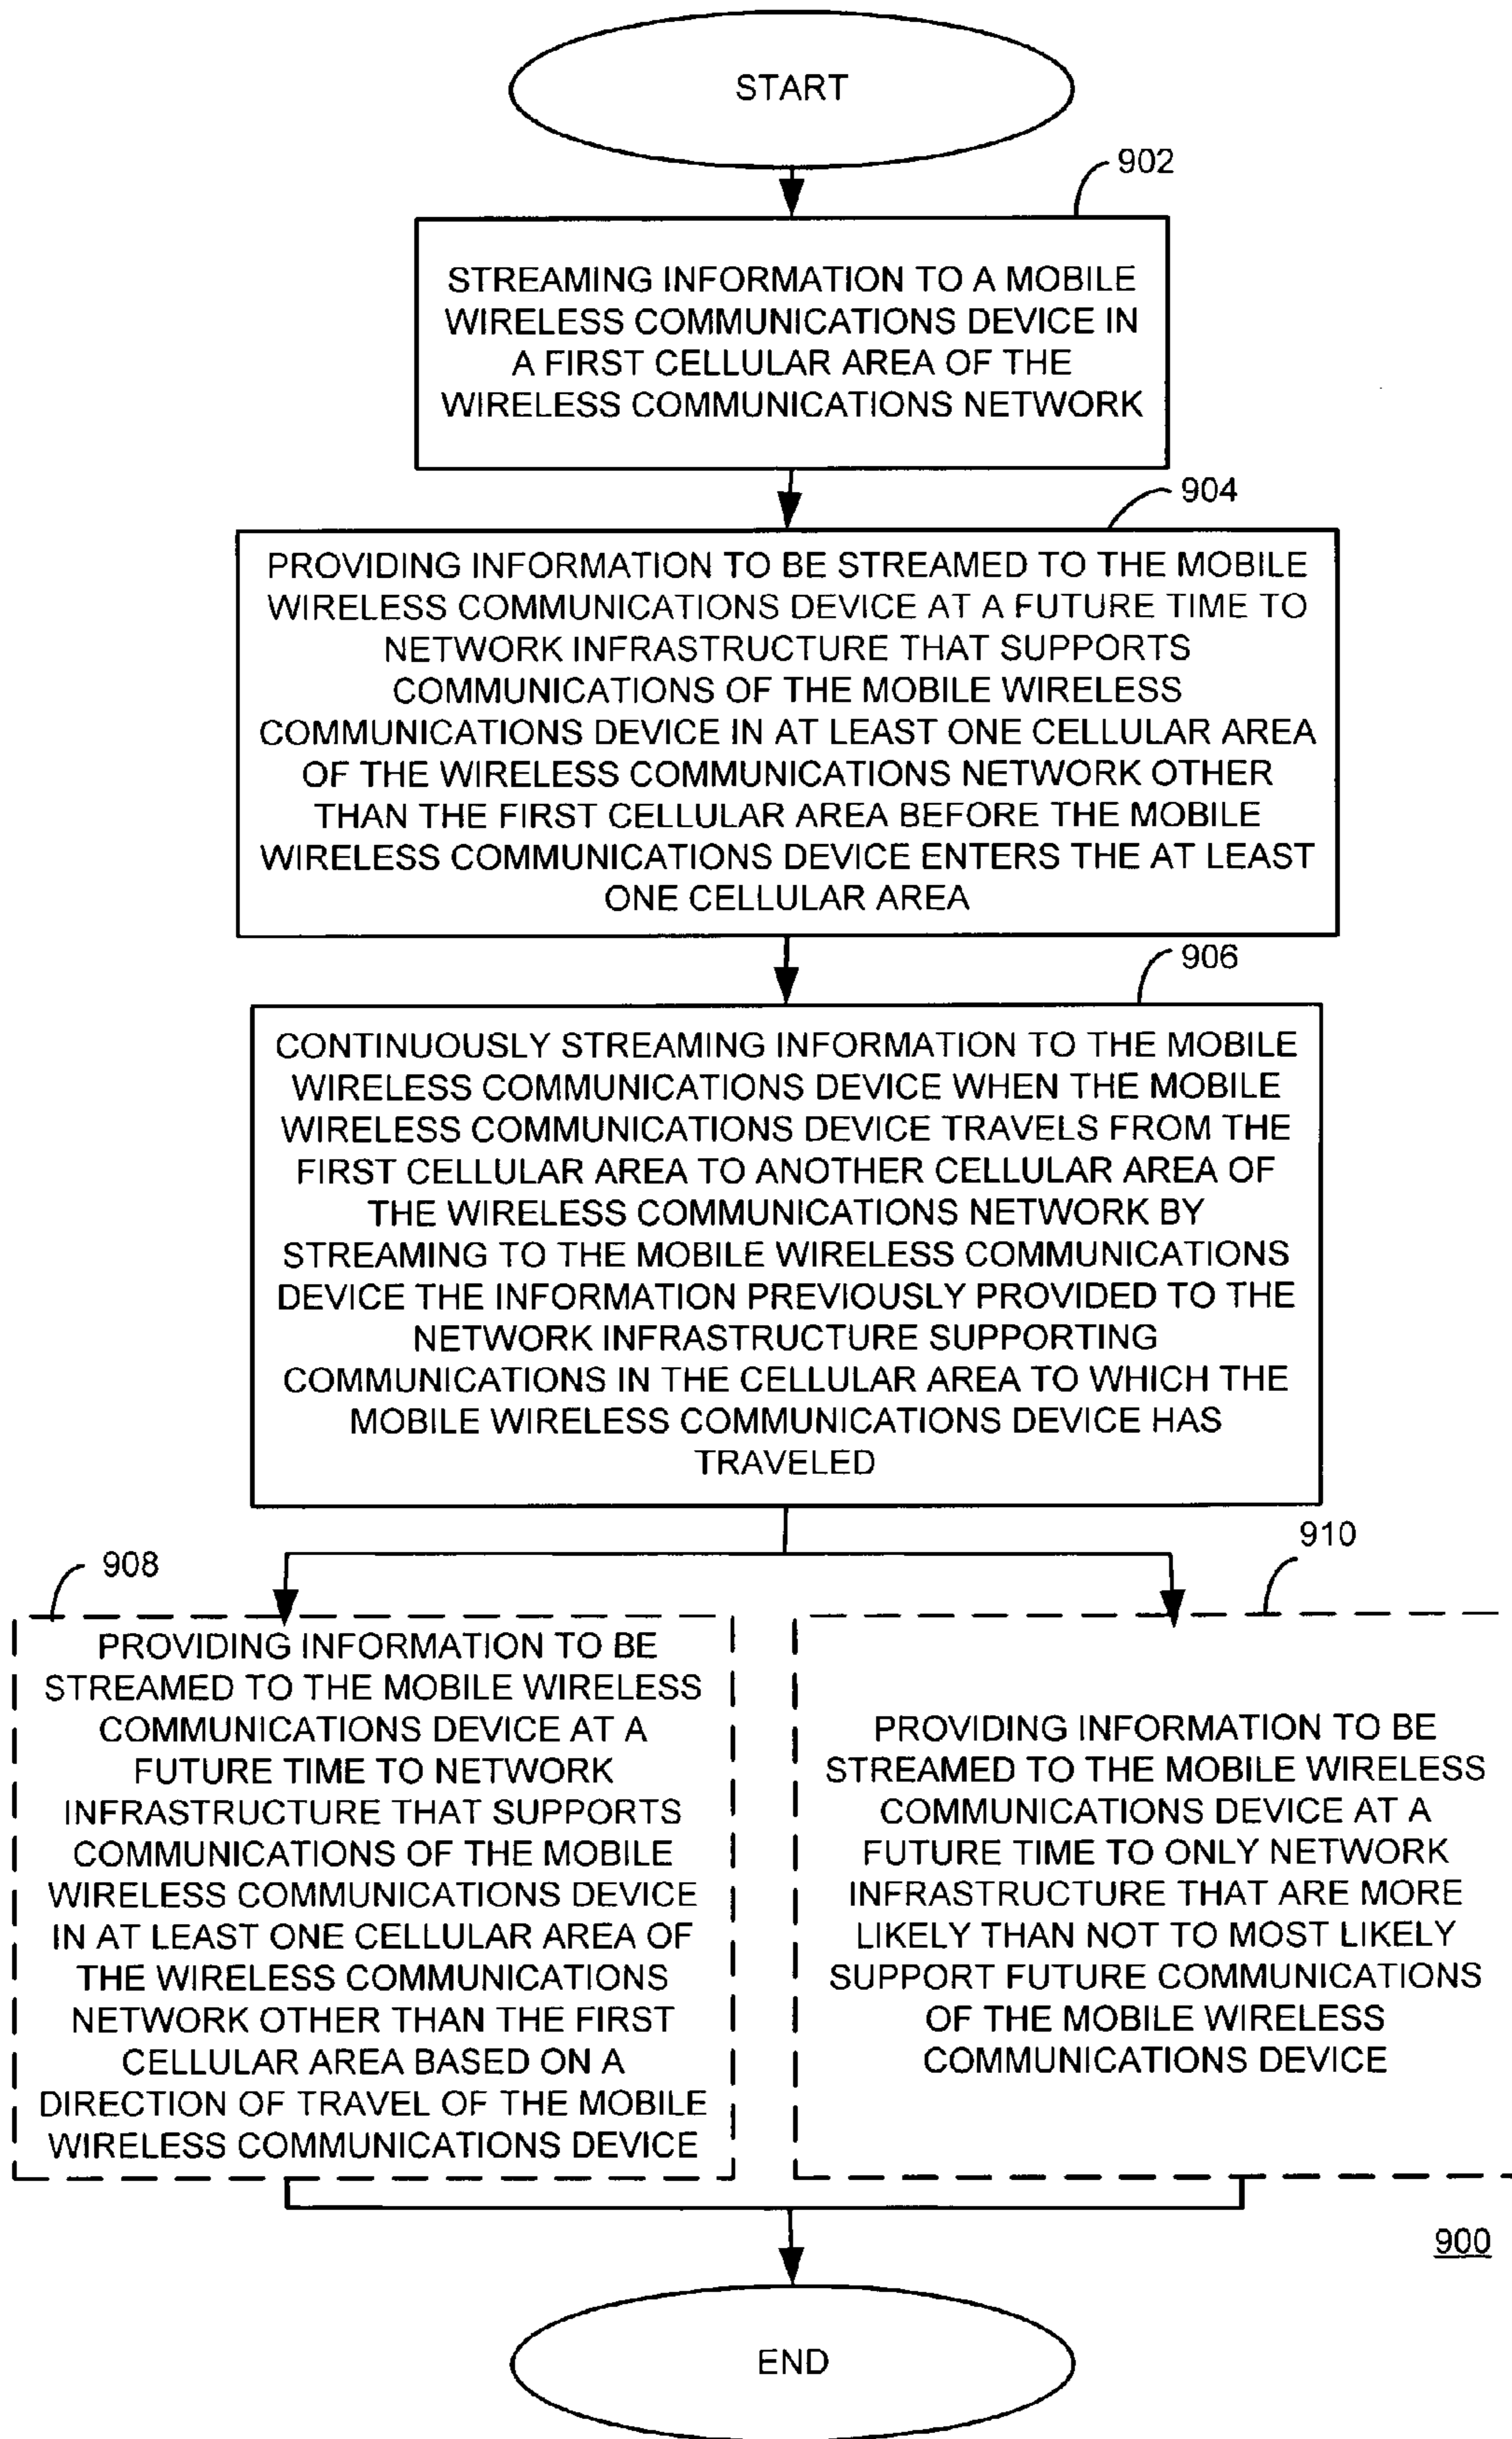 START
902
STREAMING INFORMATION TO A MOBILE
WIRELESS COMMUNICATIONS DEVICE IN
A FIRST CELLULAR AREA OF THE
WIRELESS COMMUNICATIONS NETWORK
904
PROVIDING INFORMATION TO BE STREAMED TO THE MOBILE
WIRELESS COMMUNICATIONS DEVICE AT A FUTURE TIME TO
NETWORK INFRASTRUCTURE THAT SUPPORTS
COMMUNICATIONS OF THE MOBILE WIRELESS
COMMUNICATIONS DEVICE IN AT LEAST ONE CELLULAR AREA
OF THE WIRELESS COMMUNICATIONS NETWORK OTHER
THAN THE FIRST CELLULAR AREA BEFORE THE MOBILE
WIRELESS COMMUNICATIONS DEVICE ENTERS THE AT LEAST
ONE CELLULAR AREA
906
CONTINUOUSLY STREAMING INFORMATION TO THE MOBILE
WIRELESS COMMUNICATIONS DEVICE WHEN THE MOBILE
WIRELESS COMMUNICATIONS DEVICE TRAVELS FROM THE
FIRST CELLULAR AREA TO ANOTHER CELLULAR AREA OF
THE WIRELESS COMMUNICATIONS NETWORK BY
STREAMING TO THE MOBILE WIRELESS COMMUNICATIONS
DEVICE THE INFORMATION PREVIOUSLY PROVIDED TO THE
NETWORK INFRASTRUCTURE SUPPORTING
COMMUNICATIONS IN THE CELLULAR AREA TO WHICH THE
MOBILE WIRELESS COMMUNICATIONS DEVICE HAS
TRAVELED
908
PROVIDING INFORMATION TO BE
STREAMED TO THE MOBILE WIRELESS
COMMUNICATIONS DEVICE AT A
FUTURE TIME TO NETWORK
INFRASTRUCTURE THAT SUPPORTS
COMMUNICATIONS OF THE MOBILE
WIRELESS COMMUNICATIONS DEVICE
IN AT LEAST ONE CELLULAR AREA OF
THE WIRELESS COMMUNICATIONS
NETWORK OTHER THAN THE FIRST
CELLULAR AREA BASED ON A
DIRECTION OF TRAVEL OF THE MOBILE
WIRELESS COMMUNICATIONS DEVICE
910
PROVIDING INFORMATION TO BE
STREAMED TO THE MOBILE WIRELESS
COMMUNICATIONS DEVICE AT A
FUTURE TIME TO ONLY NETWORK
INFRASTRUCTURE THAT ARE MORE
LIKELY THAN NOT TO MOST LIKELY
SUPPORT FUTURE COMMUNICATIONS
OF THE MOBILE WIRELESS
COMMUNICATIONS DEVICE
900
END